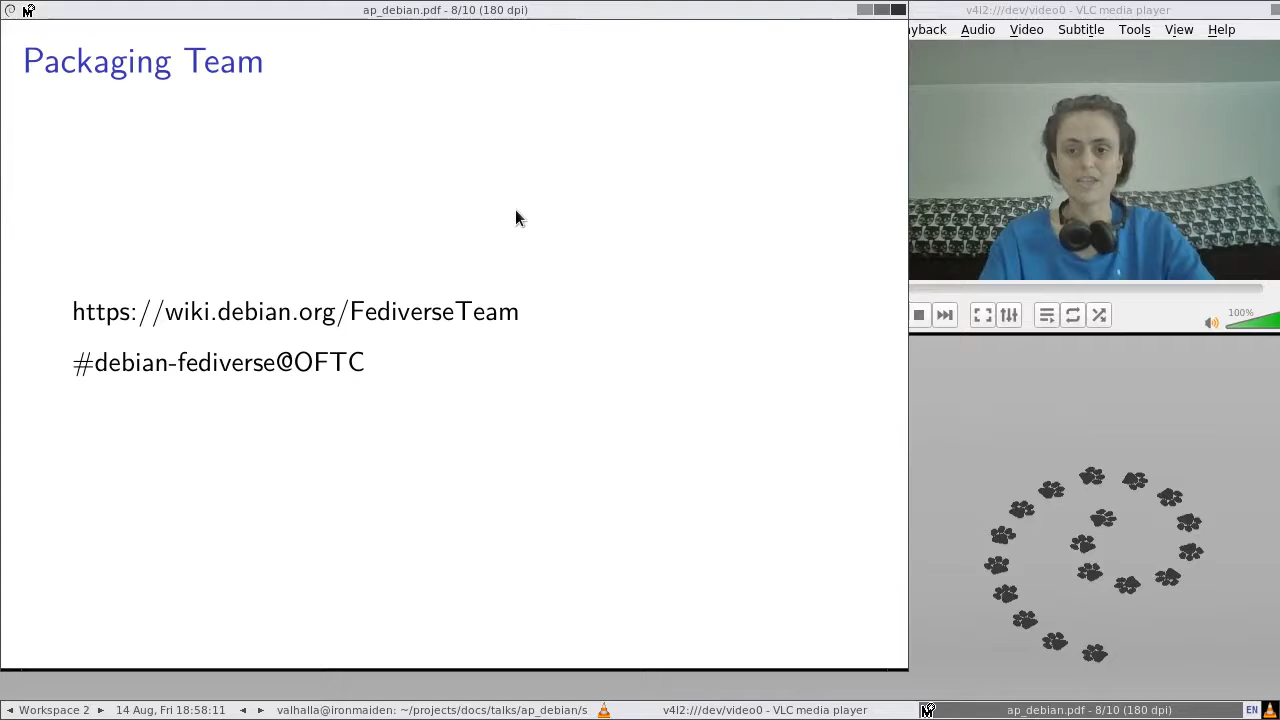 ap_debian.pdf - 8/10 (180 dpi)
v4l2:///dev/video0 - VLC media player
yback Audio Video Subtitle Tools View Help
Packaging Team
https://wiki.debian.org/FediverseTeam
#debian-fediverse@OFTC
100%
Workspace 2
14 Aug, Fri 18:58:11
valhalla@ironmaiden: ~/projects/docs/talks/ap_debian/s
v4l2:///dev/video0 - VLC media player
ap_debian.pdf - 8/10 (180 dpi)
EN